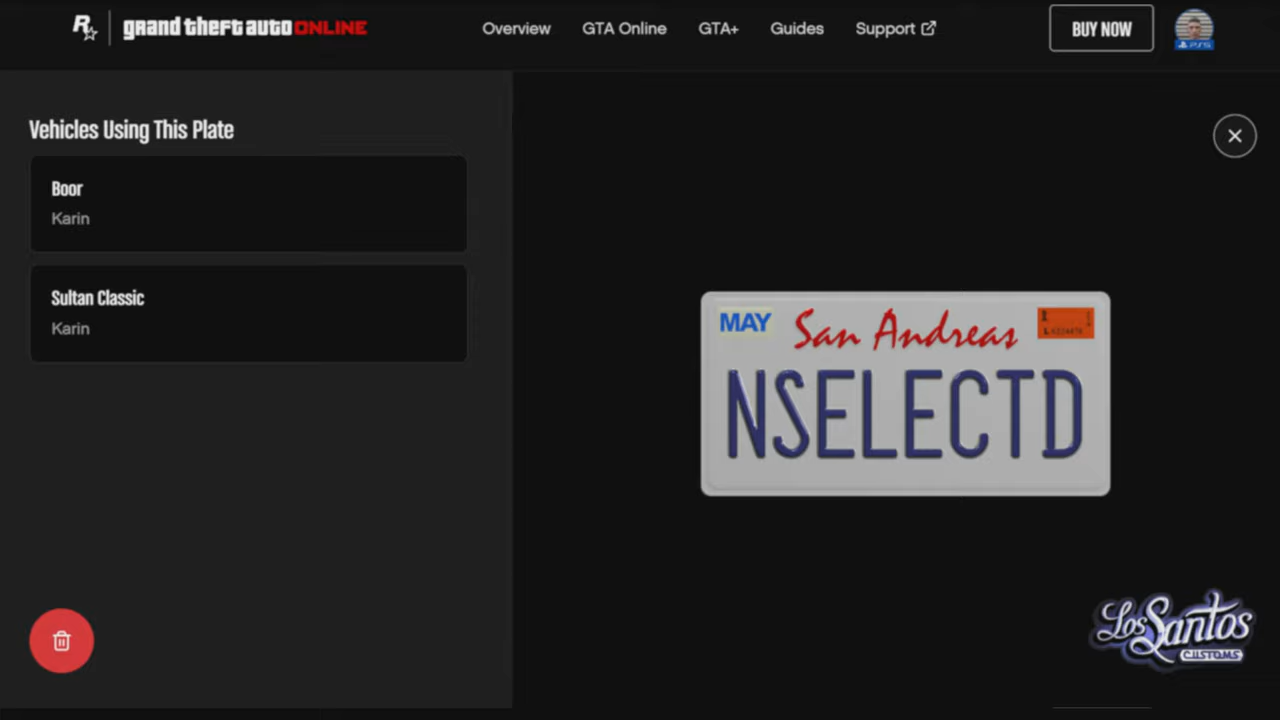 R
grand theft auto ONLINE
Overview
GTA Online
GTA+
Guides
Support
BUY NOW
PS5
Vehicles Using This Plate
Boor
Karin
Sultan Classic
Karin
MAY
San Andreas
NSELECTD
Los Santos
CUSTOMS